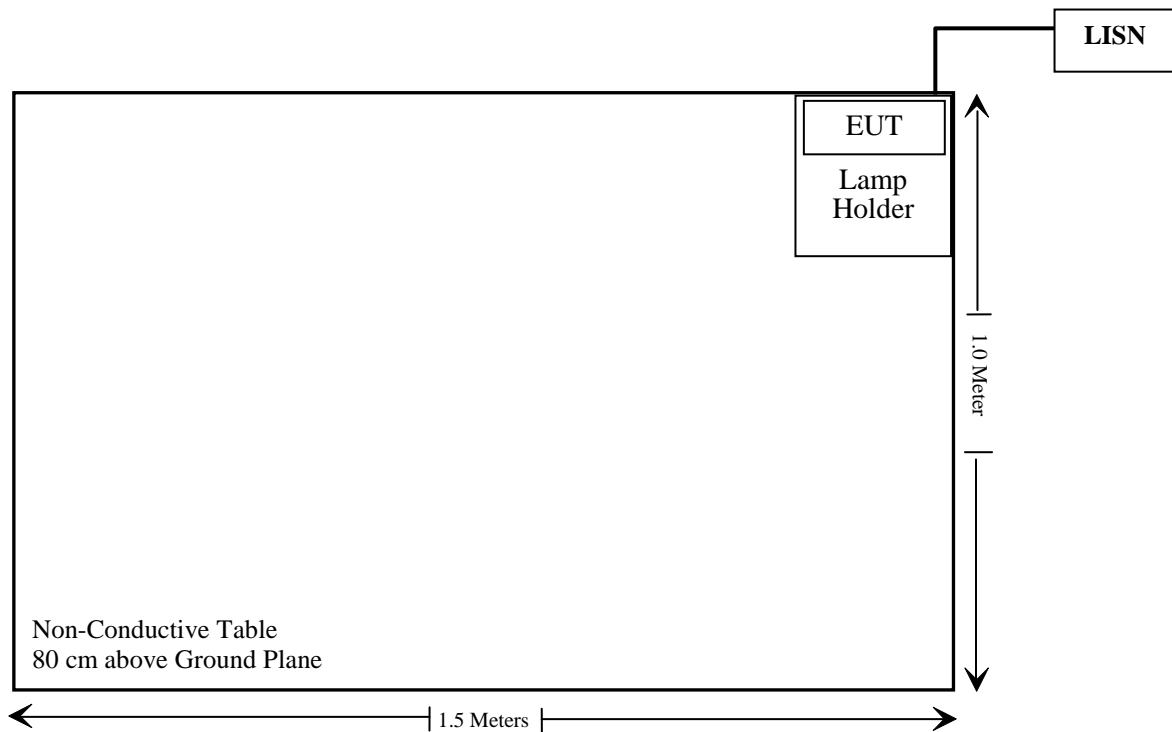 LISN
EUT
Lamp
Holder
1.0 Meter
Non-Conductive Table
80 cm above Ground Plane
1.5 Meters